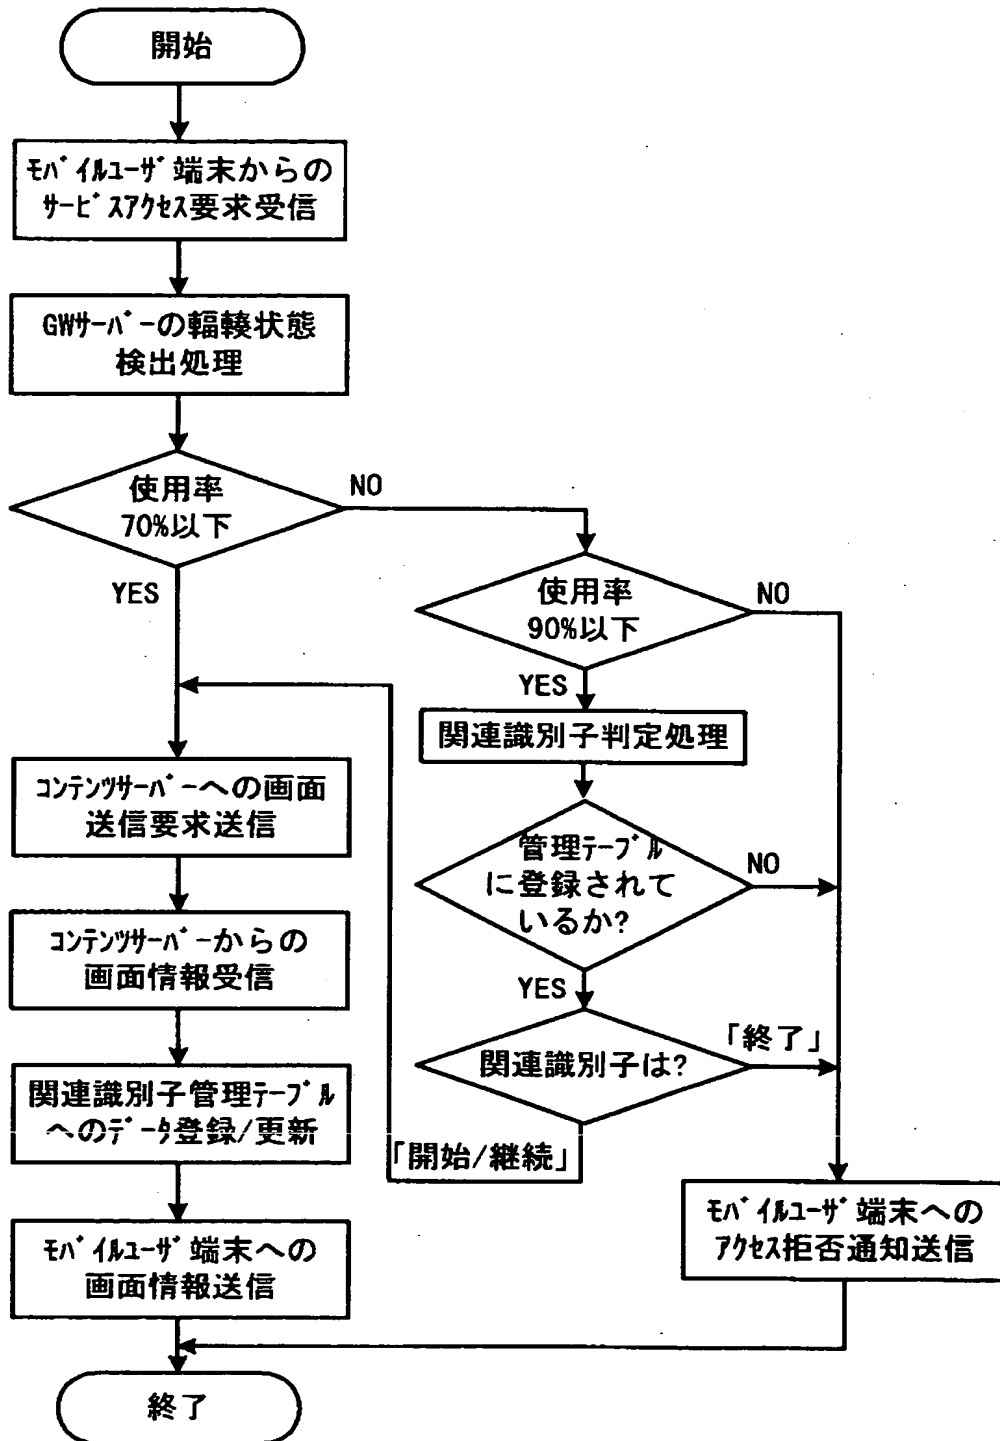 開始
ﾓﾊﾞｲﾙﾕｰｻﾞ端末からの
ｻｰﾋﾞｽｱｸｾｽ要求受信
GWｻｰﾊﾞｰの輻輳状態
検出処理
使用率
70%以下
NO
YES
使用率
90%以下
NO
YES
関連識別子判定処理
管理ﾃｰﾌﾞﾙ
に登録されて
いるか?
NO
YES
関連識別子は?
「終了」
「開始/継続」
ｺﾝﾃﾝﾂｻｰﾊﾞｰへの画面
送信要求送信
ｺﾝﾃﾝﾂｻｰﾊﾞｰからの
画面情報受信
関連識別子管理ﾃｰﾌﾞﾙ
へのﾃﾞｰﾀ登録/更新
ﾓﾊﾞｲﾙﾕｰｻﾞ端末への
画面情報送信
ﾓﾊﾞｲﾙﾕｰｻﾞ端末への
ｱｸｾｽ拒否通知送信
終了